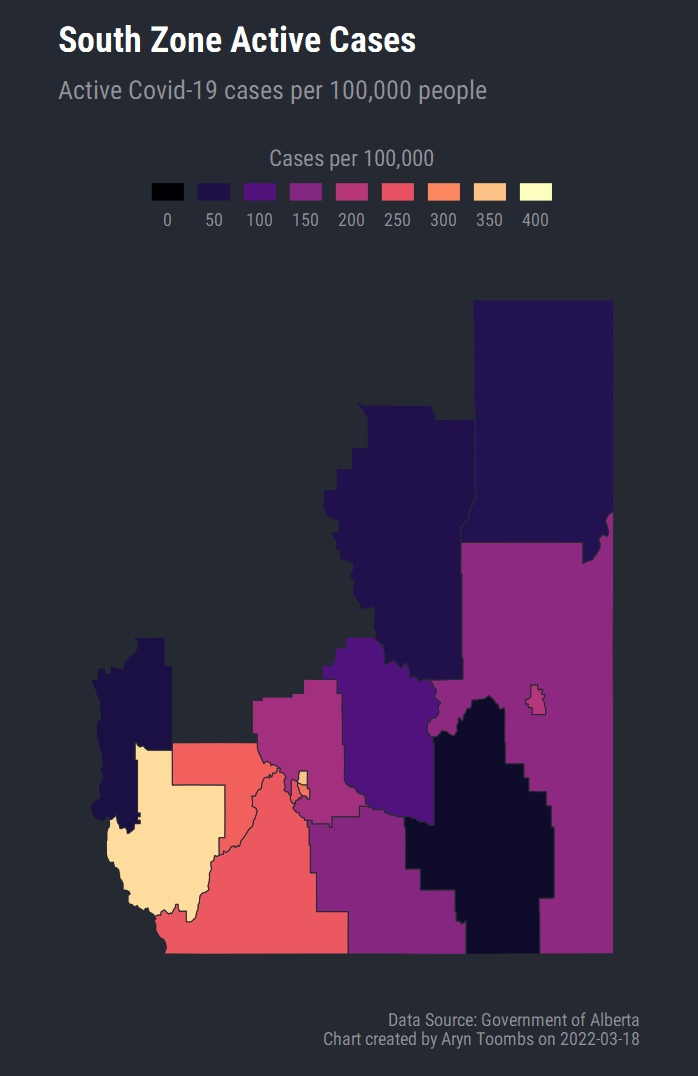 South Zone Active Cases
Active Covid-19 cases per 100,000 people
Cases per 100,000
0 50 100 150 200 250 300 350 400
Data Source: Government of Alberta
Chart created by Aryn Toombs on 2022-03-18